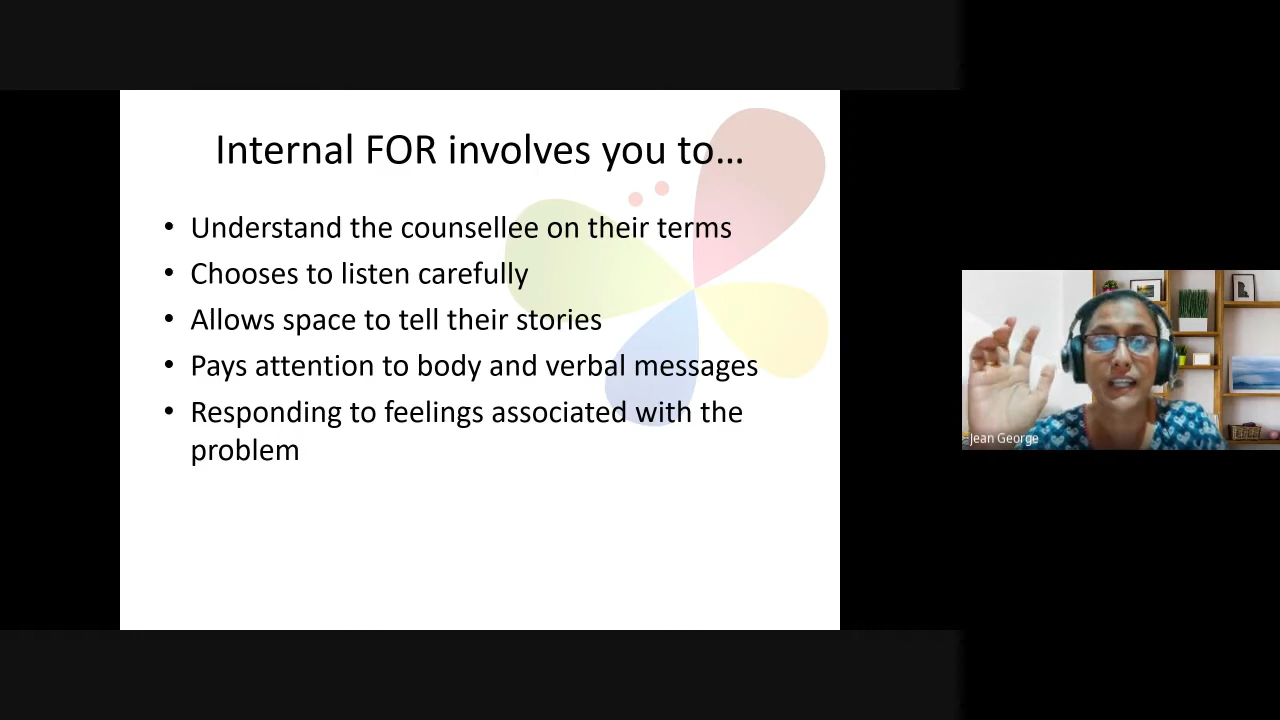 Internal FOR involves you to...
• Understand the counsellee on their terms
• Chooses to listen carefully
• Allows space to tell their stories
• Pays attention to body and verbal messages
• Responding to feelings associated with the
problem
Jean George